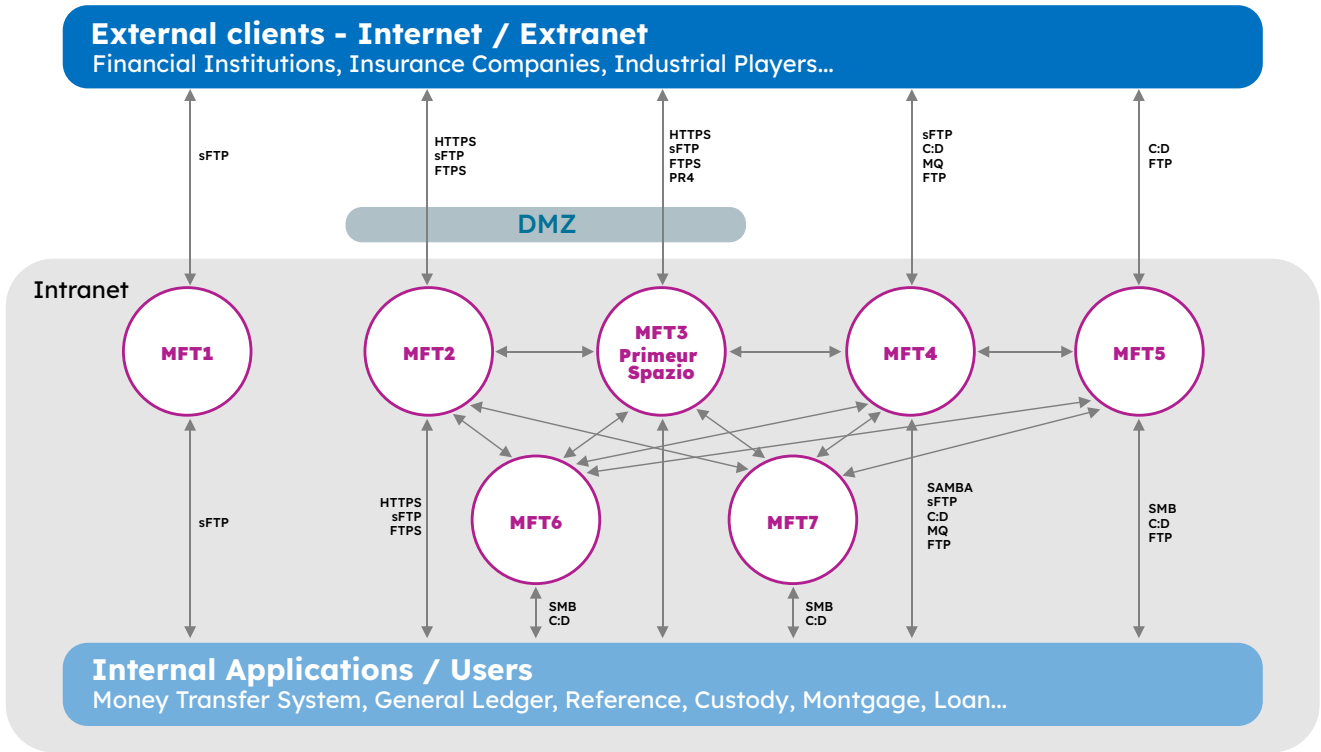 External clients - Internet / Extranet
Financial Institutions, Insurance Companies, Industrial Players...
sFTP
HTTPS
sFTP
FTPS
HTTPS
sFTP
FTPS
PR4
sFTP
C:D
MQ
FTP
C:D
FTP
DMZ
Intranet
MFT1
MFT2
MFT3
Primeur
Spazio
MFT4
MFT5
sFTP
HTTPS
sFTP
FTPS
MFT6
MFT7
SAMBA
sFTP
C:D
MQ
FTP
SMB
C:D
FTP
SMB
C:D
SMB
C:D
Internal Applications / Users
Money Transfer System, General Ledger, Reference, Custody, Montgage, Loan...